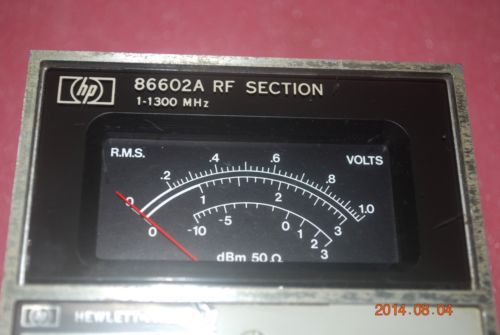 hp 86602A RF SECTION
1-1300 MHz
R.M.S. VOLTS
0 .2 .4 .6 .8 1.0
0 1 2 3
-10 -5 0 1 2 3
dBm 50 Ω
hp
2014.08.04